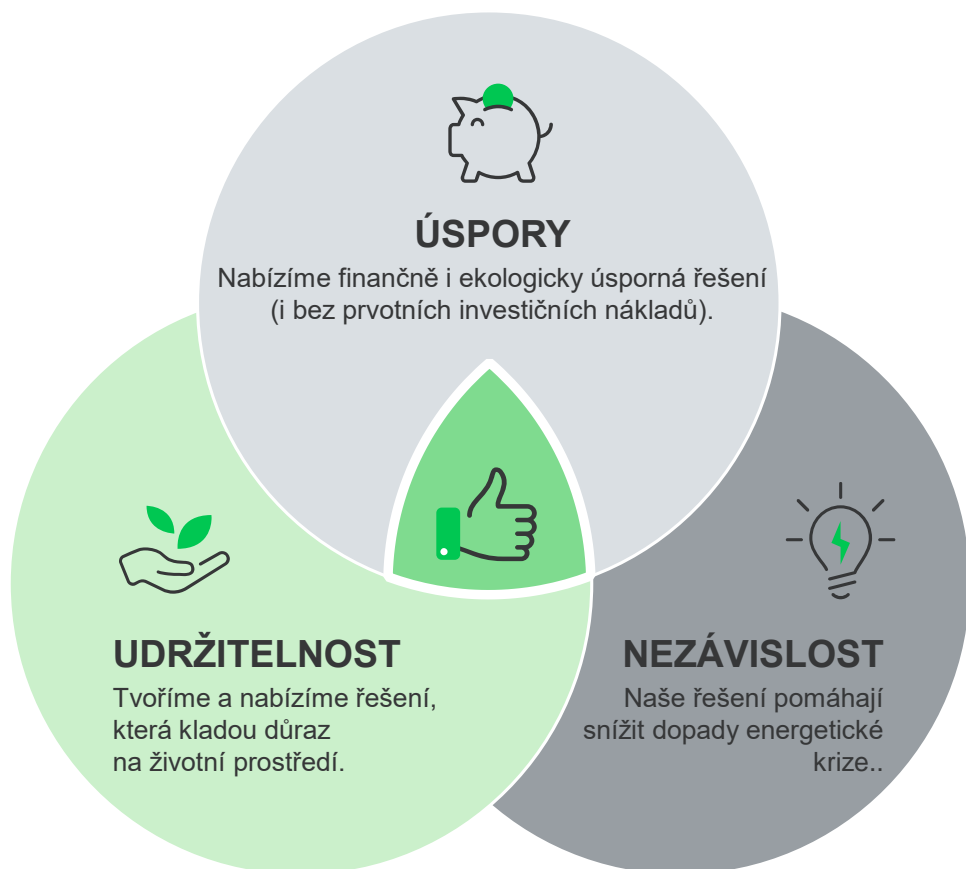 ÚSPORY
Nabízíme finančně i ekologicky úsporná řešení
(i bez prvotních investičních nákladů).
UDRŽITELNOST
Tvoříme a nabízíme řešení,
která kladou důraz
na životní prostředí.
NEZÁVISLOST
Naše řešení pomáhají
snížit dopady energetické
krize..